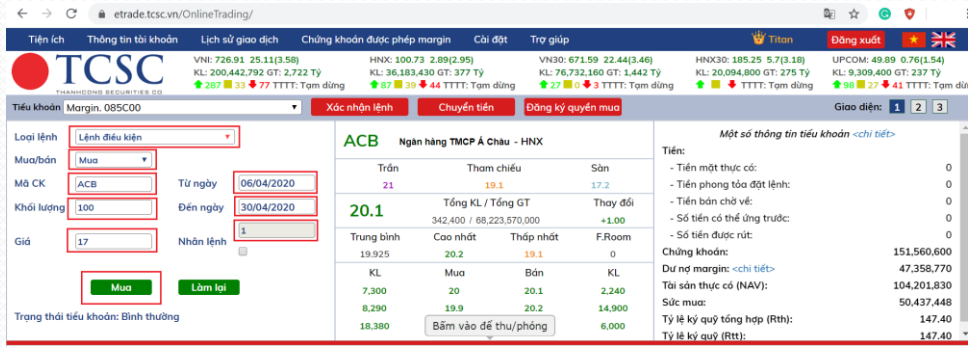 etrade.tcsc.vn/OnlineTrading/
Tiện ích Thông tin tài khoản Lịch sử giao dịch Chứng khoán được phép margin Cài đặt Trợ giúp Titan Đăng xuất
TCSC
THANHCONG SECURITIES CO
VNI: 726.91 25.11(3.58) HNX: 100.73 2.89(2.95) VN30: 671.59 22.44(3.46) HNX30: 185.25 5.7(3.18) UPCOM: 49.89 0.76(1.54)
KL: 200,442,792 GT: 2,722 Tỷ KL: 36,183,430 GT: 377 Tỷ KL: 76,732,160 GT: 1,442 Tỷ KL: 20,094,800 GT: 275 Tỷ KL: 9,309,400 GT: 237 Tỷ
287 33 77 TTTT: Tạm dừng 87 39 44 TTTT: Tạm dừng 27 0 3 TTTT: Tạm dừng TTTT: Tạm dừng 98 27 41 TTTT: Tạm dừng
Tiểu khoản Margin. 085C00 Xác nhận lệnh Chuyển tiền Đăng ký quyền mua Giao diện: 1 2 3
Loại lệnh Lệnh điều kiện
Mua/bán Mua
Mã CK ACB Từ ngày 06/04/2020
Khối lượng 100 Đến ngày 30/04/2020
1
Giá 17 Nhân lệnh
Mua Làm lại
Trạng thái tiểu khoản: Bình thường
ACB Ngân hàng TMCP Á Châu - HNX
Trần Tham chiếu Sàn
21 19.1 17.2
20.1 Tổng KL / Tổng GT Thay đổi
342,400 / 68,223,570,000 +1.00
Trung bình Cao nhất Thấp nhất F.Room
19.925 20.2 19.1 0
KL Mua Bán KL
7,300 20 20.1 2,240
8,290 19.9 20.2 14,900
18,380 6,000
Bấm vào để thu/phóng
Một số thông tin tiểu khoản <chi tiết>
Tiền:
- Tiền mặt thực có: 0
- Tiền phong tỏa đặt lệnh: 0
- Tiền bán chờ về: 0
- Số tiền có thể ứng trước: 0
- Số tiền được rút: 0
Chứng khoán: 151,560,600
Dư nợ margin: <chi tiết> 47,358,770
Tài sản thực có (NAV): 104,201,830
Sức mua: 50,437,448
Tỷ lệ ký quỹ tổng hợp (Rth): 147.40
Tỷ lệ ký quỹ (Rtt): 147.40